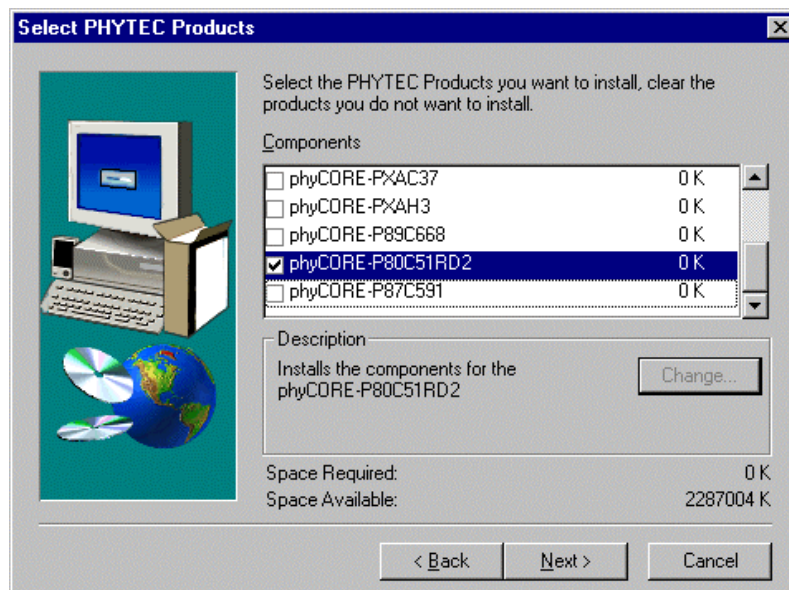 Select PHYTEC Products
Select the PHYTEC Products you want to install, clear the
products you do not want to install.
Components
phyCORE-PXAC37 0 K
phyCORE-PXAH3 0 K
phyCORE-P89C668 0 K
phyCORE-P80C51RD2 0 K
phyCORE-P87C591 0 K
Description
Installs the components for the
phyCORE-P80C51RD2
Change...
Space Required: 0 K
Space Available: 2287004 K
< Back Next > Cancel